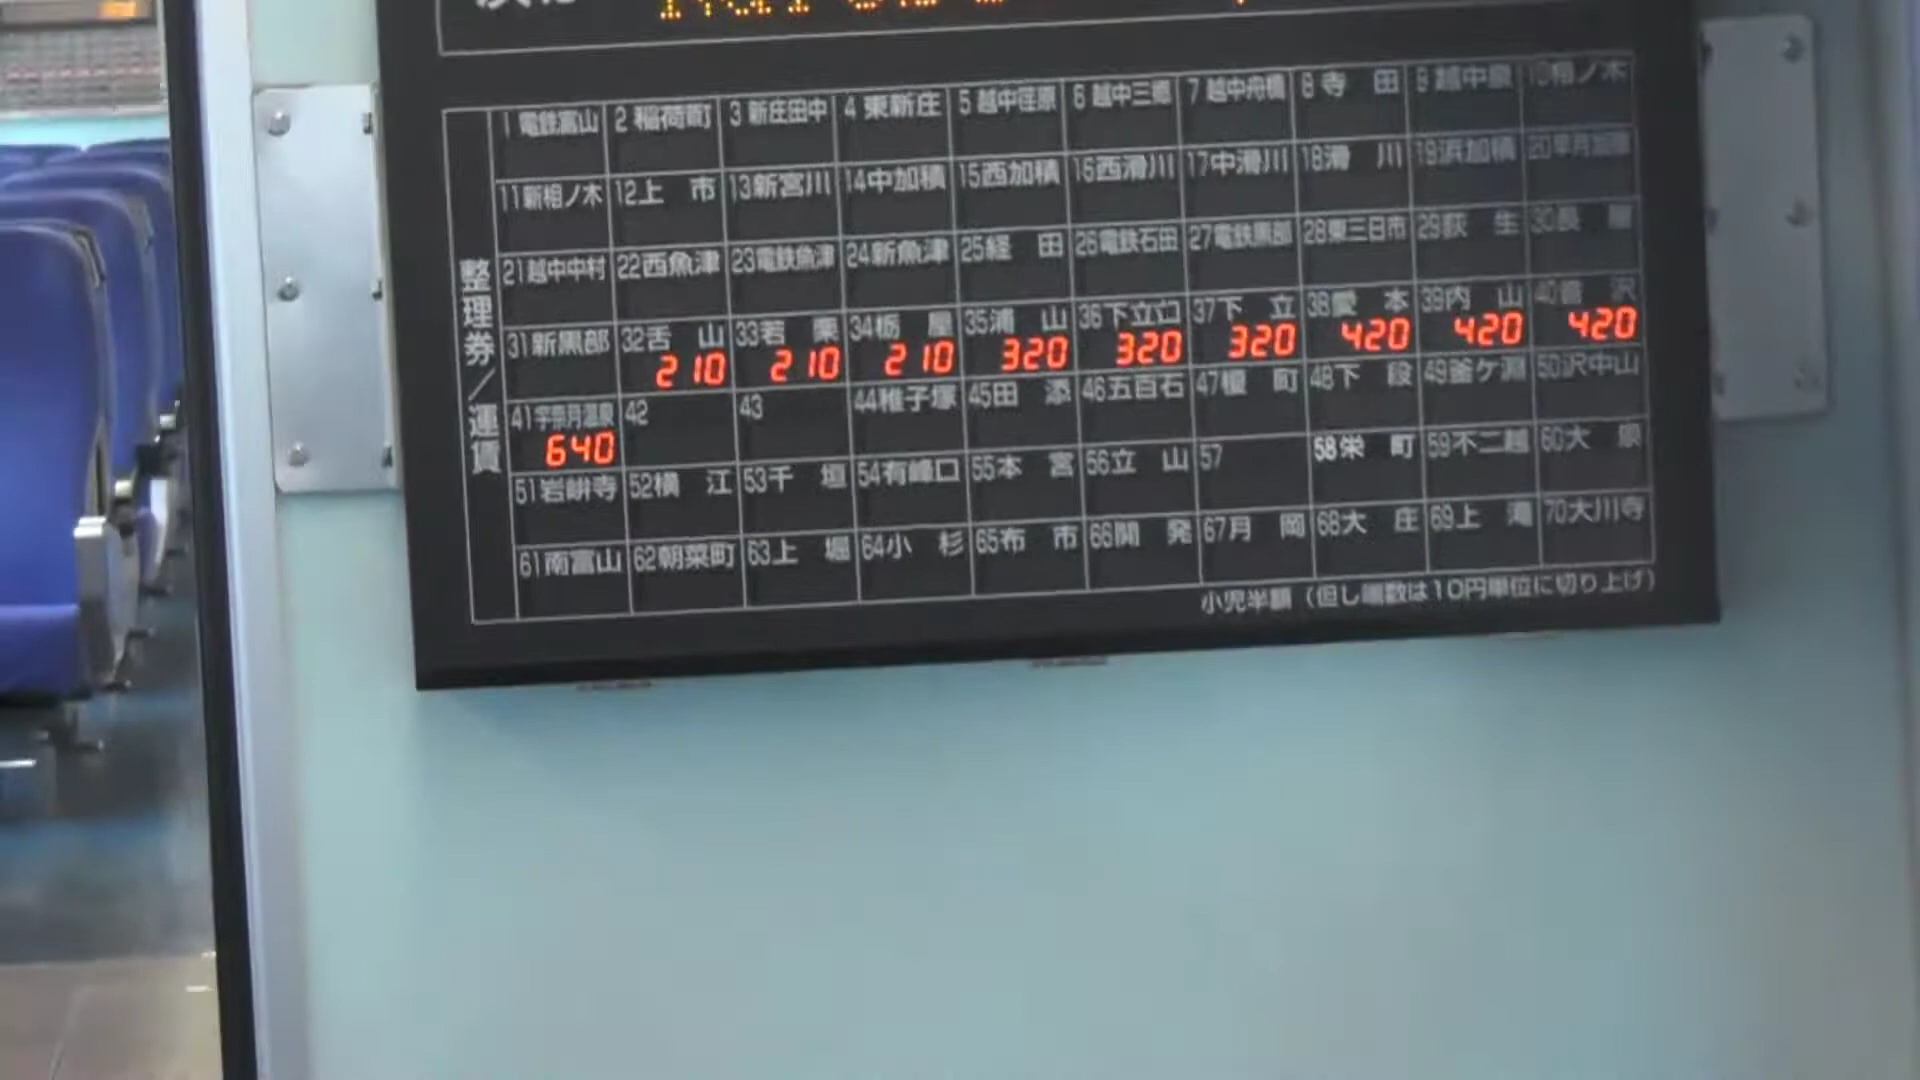 整理券/運賃
1 電鉄富山 2 稲荷町 3 新庄田中 4 東新庄 5 越中荏原 6 越中三郷 7 越中舟橋 8 寺田 9 越中泉 10 相ノ木
11 新相ノ木 12 上市 13 新宮川 14 中加積 15 西加積 16 西滑川 17 中滑川 18 滑川 19 浜加積 20 早月加積
21 越中中村 22 西魚津 23 電鉄魚津 24 新魚津 25 経田 26 電鉄石田 27 電鉄黒部 28 東三日市 29 荻生 30 長屋
31 新黒部 32 舌山 33 若栗 34 栃屋 35 浦山 36 下立口 37 下立 38 愛本 39 内山 40 音沢
210 210 210 320 320 320 420 420 420
41 宇奈月温泉 42 43 44 稚子塚 45 田添 46 五百石 47 榎町 48 下段 49 釜ケ淵 50 沢中山
640
51 岩峅寺 52 横江 53 千垣 54 有峰口 55 本宮 56 立山 57 58 栄町 59 不二越 60 大泉
61 南富山 62 朝菜町 63 上堀 64 小杉 65 布市 66 開発 67 月岡 68 大庄 69 上滝 70 大川寺
小児半額（但し端数は10円単位に切り上げ）